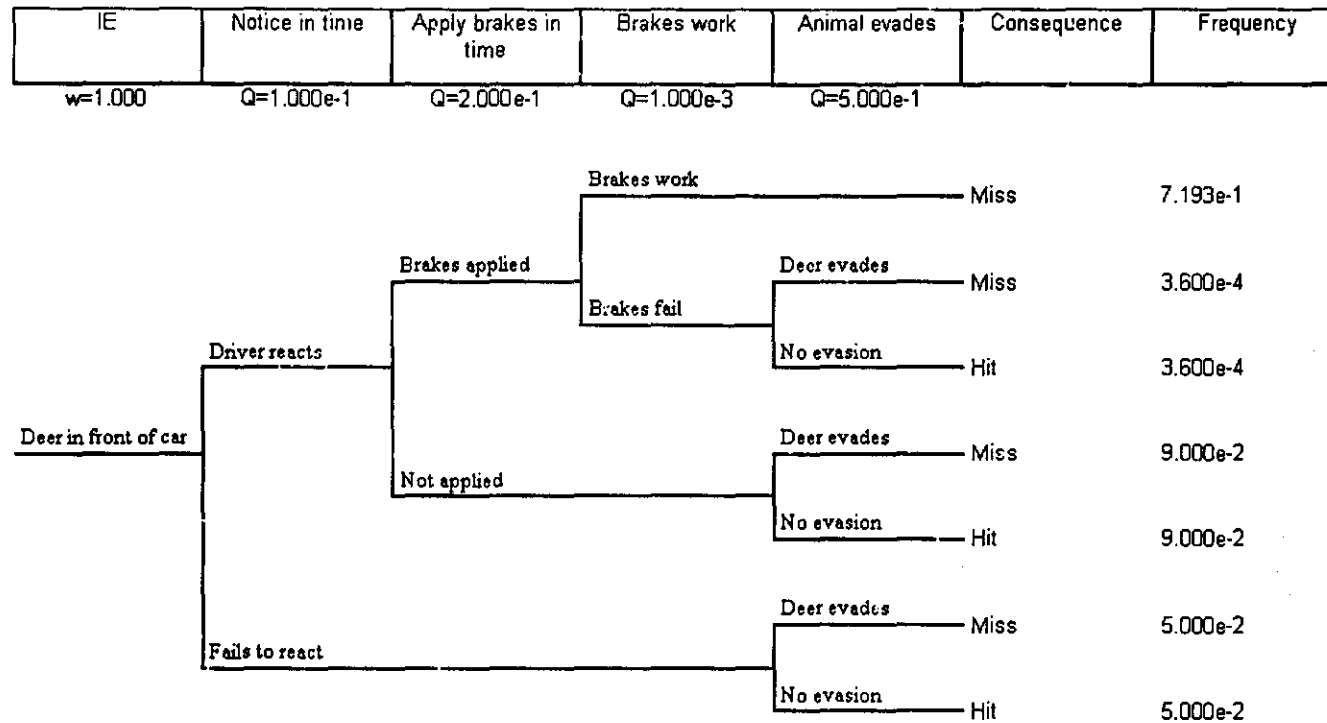 IE Notice in time Apply brakes in time Brakes work Animal evades Consequence Frequency
w=1.000 Q=1.000e-1 Q=2.000e-1 Q=1.000e-3 Q=5.000e-1
Brakes work Miss 7.193e-1
Brakes applied Deer evades Miss 3.600e-4
Brakes fail
Driver reacts No evasion Hit 3.600e-4
Deer in front of car Deer evades Miss 9.000e-2
Not applied
No evasion Hit 9.000e-2
Deer evades Miss 5.000e-2
Fails to react
No evasion Hit 5.000e-2